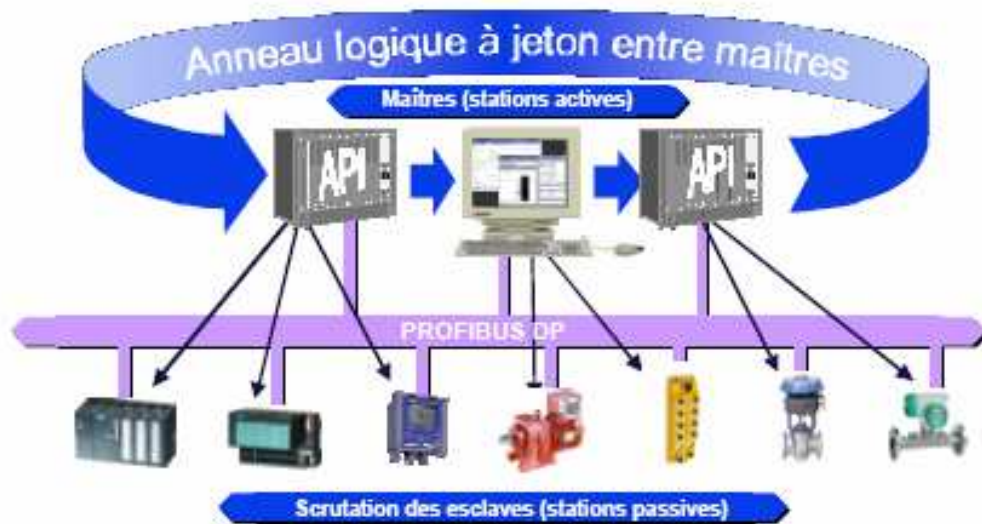 Anneau logique à jeton entre maîtres
Maîtres (stations actives)
API
API
PROFIBUS DP
Scrutation des esclaves (stations passives)